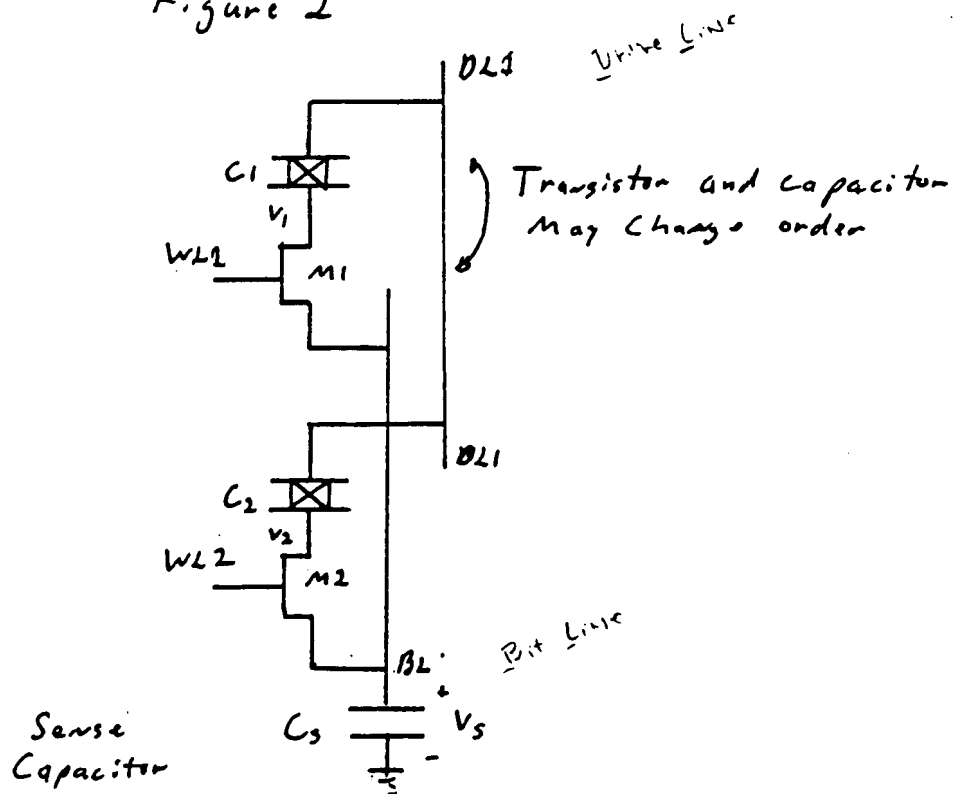 Figure 2
DL1
Drive Line
C1
Transistor and capacitor
May Change order
V1
WL1
M1
DL1
C2
V2
WL2
M2
Bit Line
BL
+
Cs
Vs
-
Sense
Capacitor